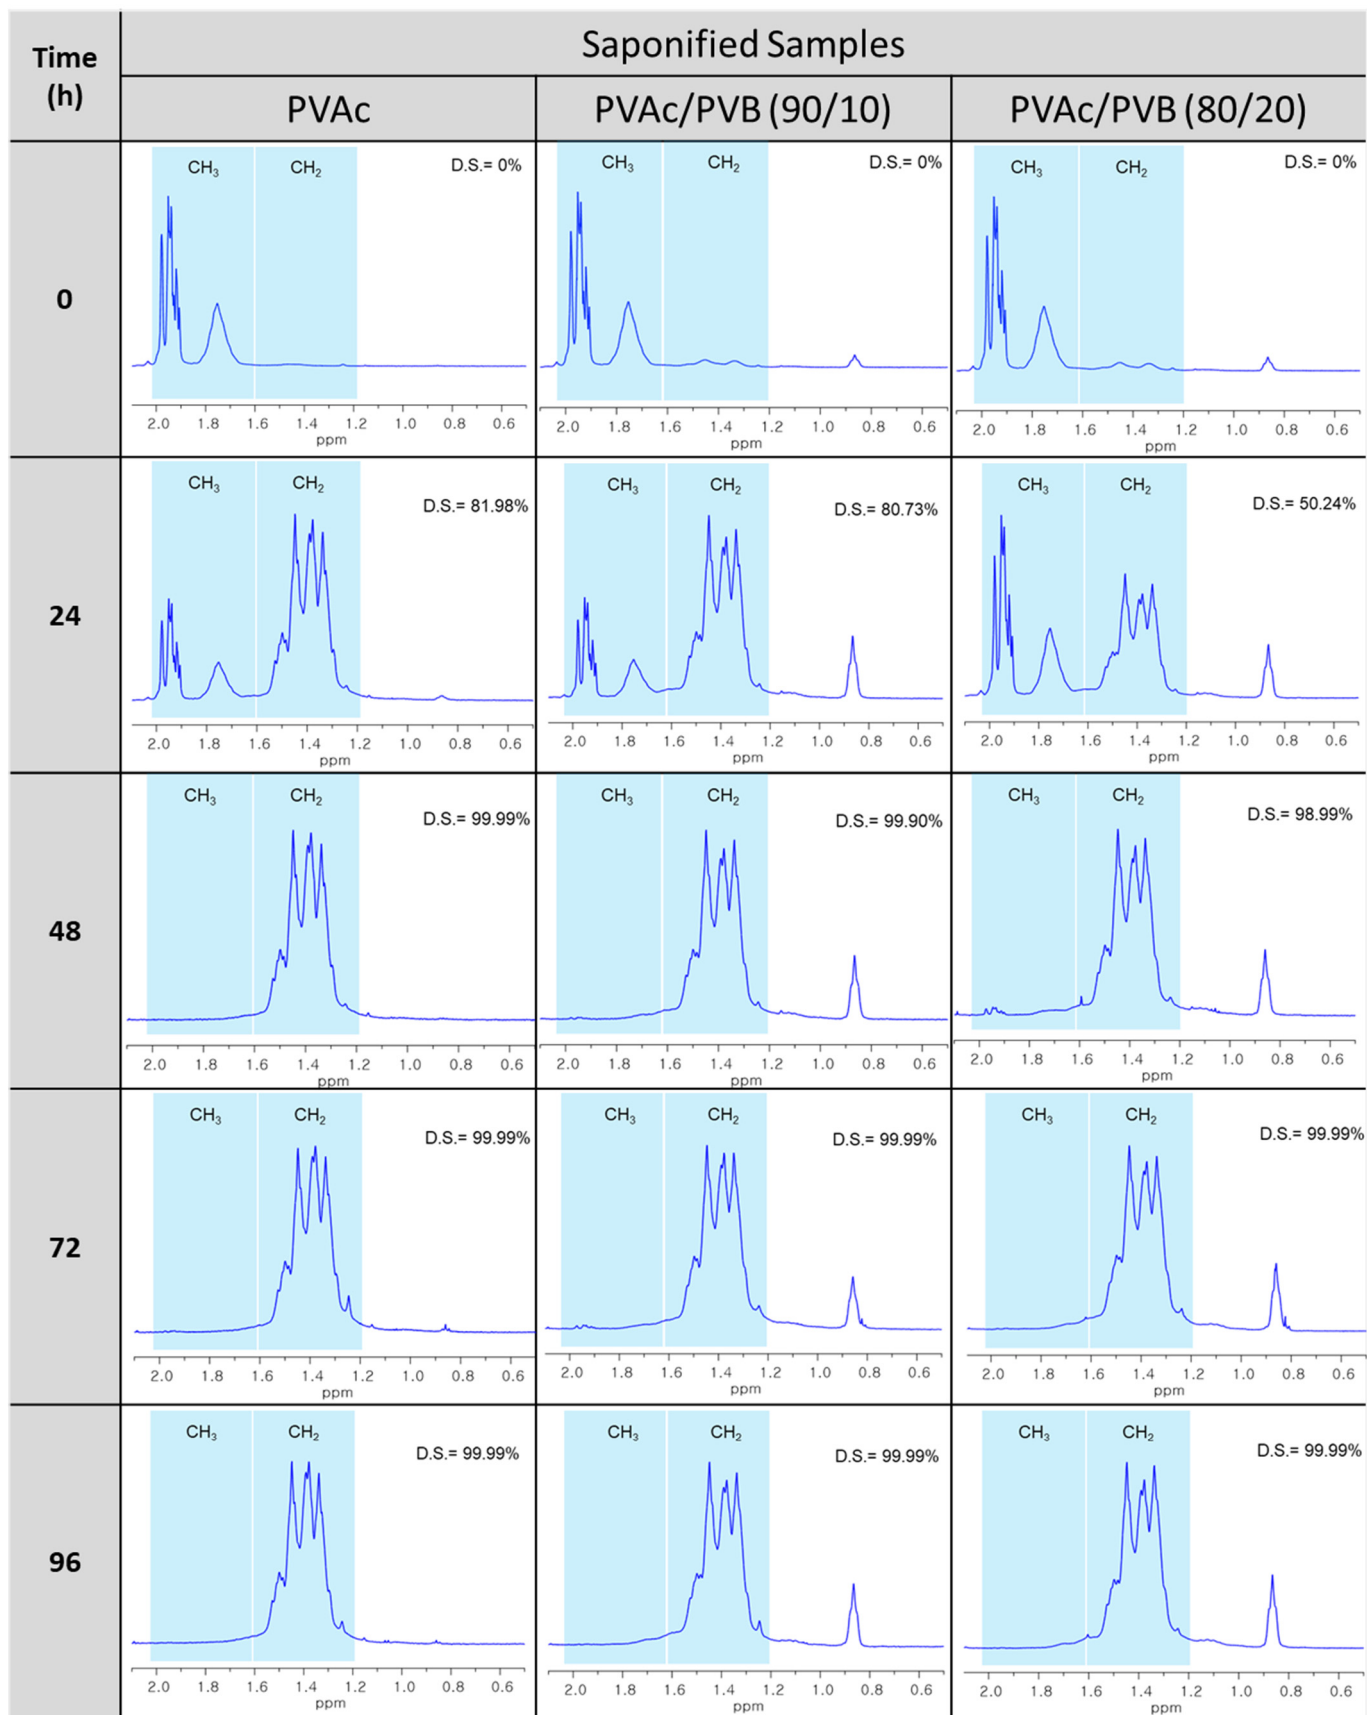 Time
(h)
Saponified Samples
PVAc
PVAc/PVB (90/10)
PVAc/PVB (80/20)
0
CH₃ CH₂
D.S.= 0%
2.0 1.8 1.6 1.4 1.2 1.0 0.8 0.6
ppm
CH₃ CH₂
D.S.= 0%
2.0 1.8 1.6 1.4 1.2 1.0 0.8 0.6
ppm
CH₃ CH₂
D.S.= 0%
2.0 1.8 1.6 1.4 1.2 1.0 0.8 0.6
ppm
24
CH₃ CH₂
D.S.= 81.98%
2.0 1.8 1.6 1.4 1.2 1.0 0.8 0.6
ppm
CH₃ CH₂
D.S.= 80.73%
2.0 1.8 1.6 1.4 1.2 1.0 0.8 0.6
ppm
CH₃ CH₂
D.S.= 50.24%
2.0 1.8 1.6 1.4 1.2 1.0 0.8 0.6
ppm
48
CH₃ CH₂
D.S.= 99.99%
2.0 1.8 1.6 1.4 1.2 1.0 0.8 0.6
ppm
CH₃ CH₂
D.S.= 99.90%
2.0 1.8 1.6 1.4 1.2 1.0 0.8 0.6
ppm
CH₃ CH₂
D.S.= 98.99%
2.0 1.8 1.6 1.4 1.2 1.0 0.8 0.6
ppm
72
CH₃ CH₂
D.S.= 99.99%
2.0 1.8 1.6 1.4 1.2 1.0 0.8 0.6
ppm
CH₃ CH₂
D.S.= 99.99%
2.0 1.8 1.6 1.4 1.2 1.0 0.8 0.6
ppm
CH₃ CH₂
D.S.= 99.99%
2.0 1.8 1.6 1.4 1.2 1.0 0.8 0.6
ppm
96
CH₃ CH₂
D.S.= 99.99%
2.0 1.8 1.6 1.4 1.2 1.0 0.8 0.6
ppm
CH₃ CH₂
D.S.= 99.99%
2.0 1.8 1.6 1.4 1.2 1.0 0.8 0.6
ppm
CH₃ CH₂
D.S.= 99.99%
2.0 1.8 1.6 1.4 1.2 1.0 0.8 0.6
ppm